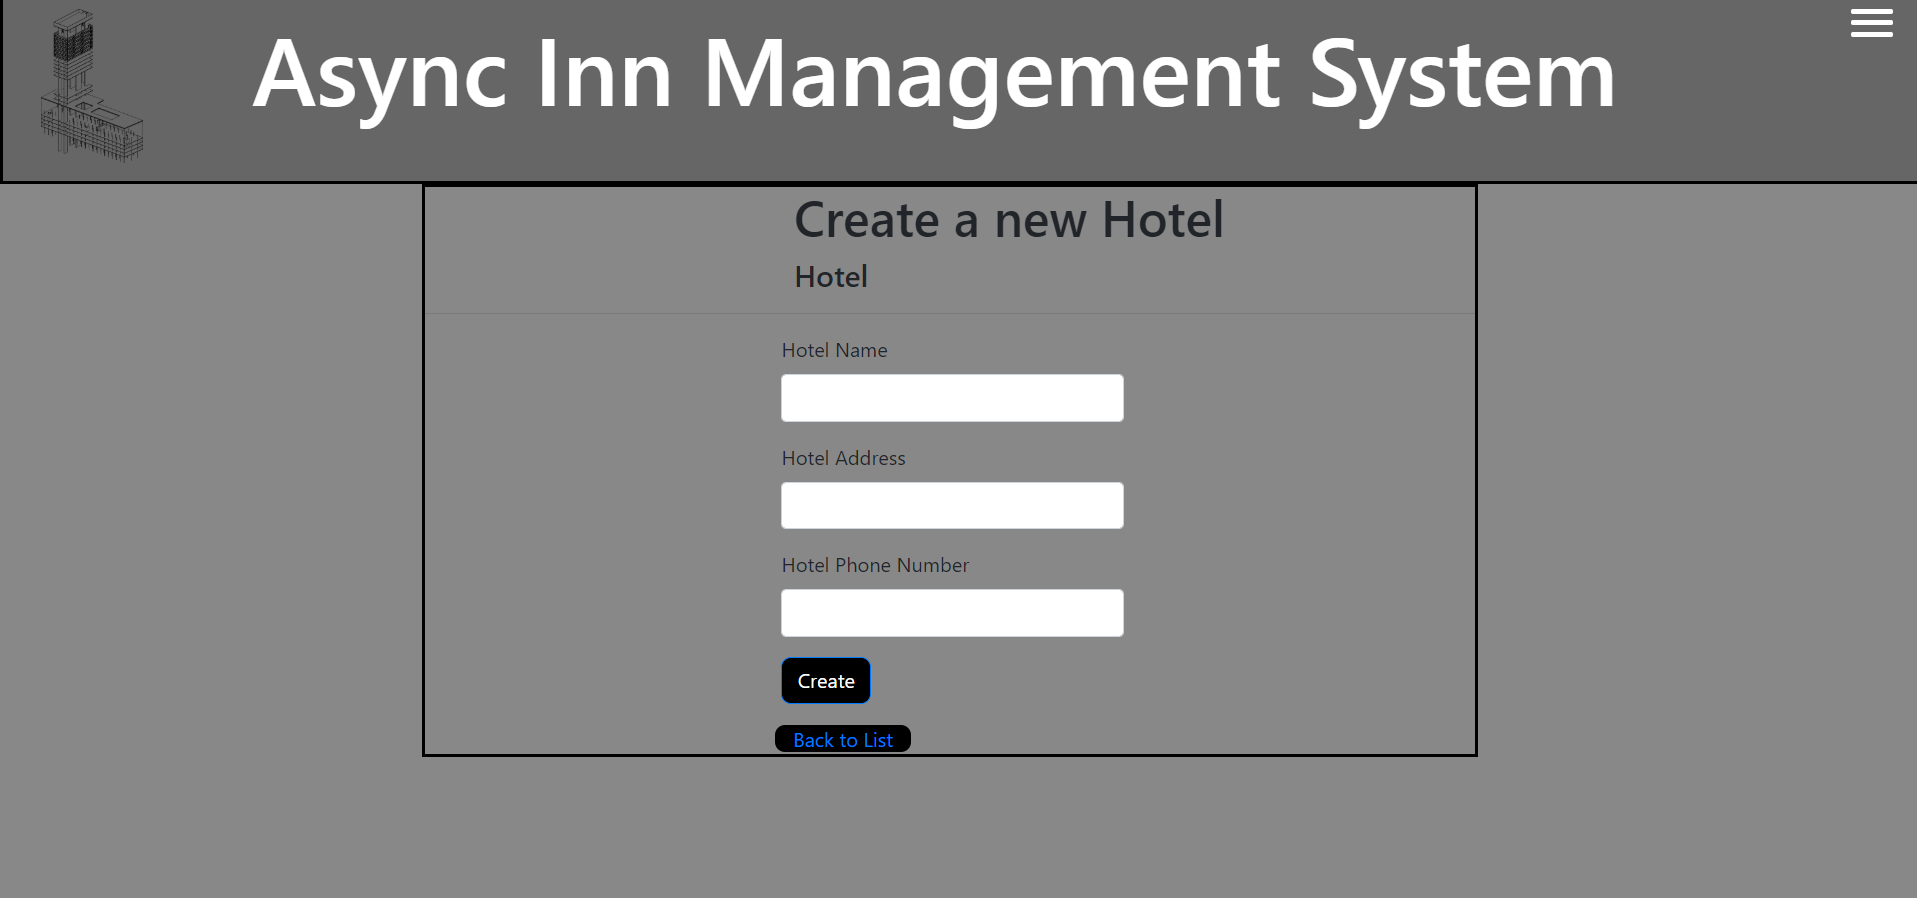 Async Inn Management System
Create a new Hotel
Hotel
Hotel Name
Hotel Address
Hotel Phone Number
Create
Back to List